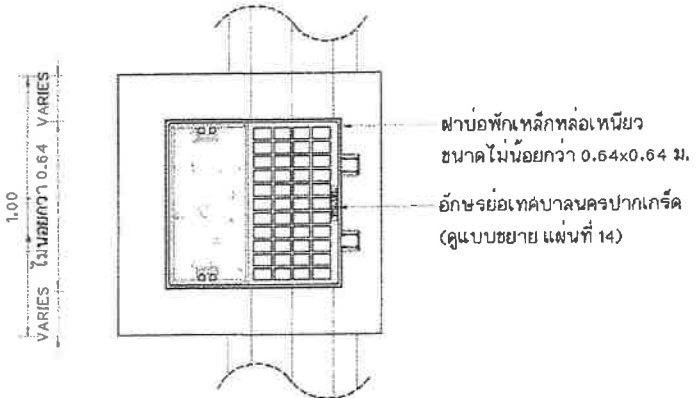 ฝาบ่อพักเหล็กหล่อเหนียว
ขนาดไม่น้อยกว่า 0.64x0.64 ม.
อักษรย่อเทศบาลนครปากเกร็ด
(ดูแบบขยาย แผ่นที่ 14)
1.00
VARIES ไม่น้อยกว่า 0.64 VARIES